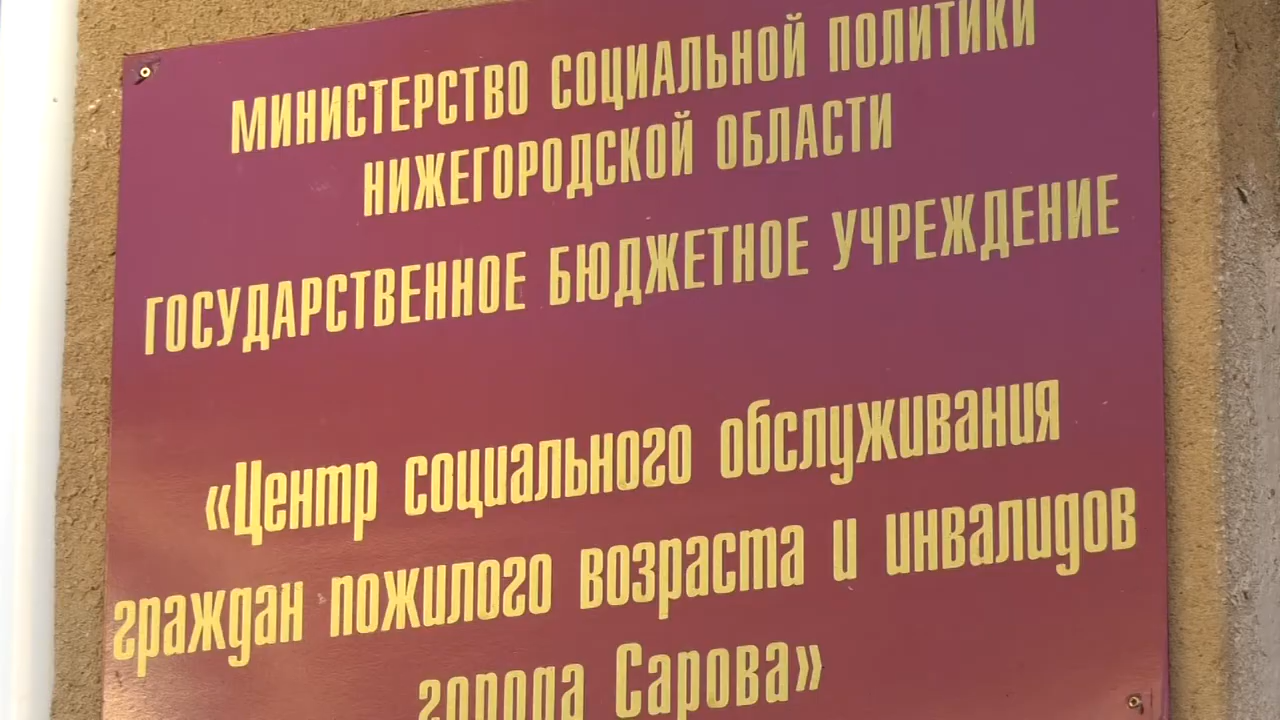 МИНИСТЕРСТВО СОЦИАЛЬНОЙ ПОЛИТИКИ
НИЖЕГОРОДСКОЙ ОБЛАСТИ
ГОСУДАРСТВЕННОЕ БЮДЖЕТНОЕ УЧРЕЖДЕНИЕ
«Центр социального обслуживания
граждан пожилого возраста и инвалидов
города Сарова»